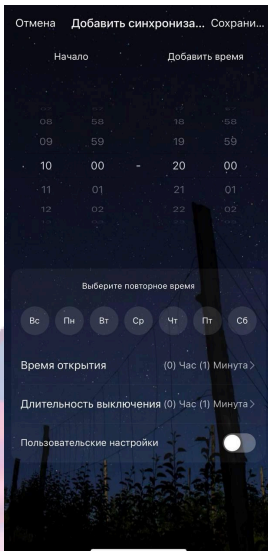 Отмена Добавить синхрониза... Сохрани...
Начало Добавить время
08 58 18 58
09 59 19 59
10 00 - 20 00
11 01 21 01
12 02 22 02
Выберите повторное время
Вс Пн Вт Ср Чт Пт Сб
Время открытия (0) Час (1) Минута >
Длительность выключения (0) Час (1) Минута >
Пользовательские настройки